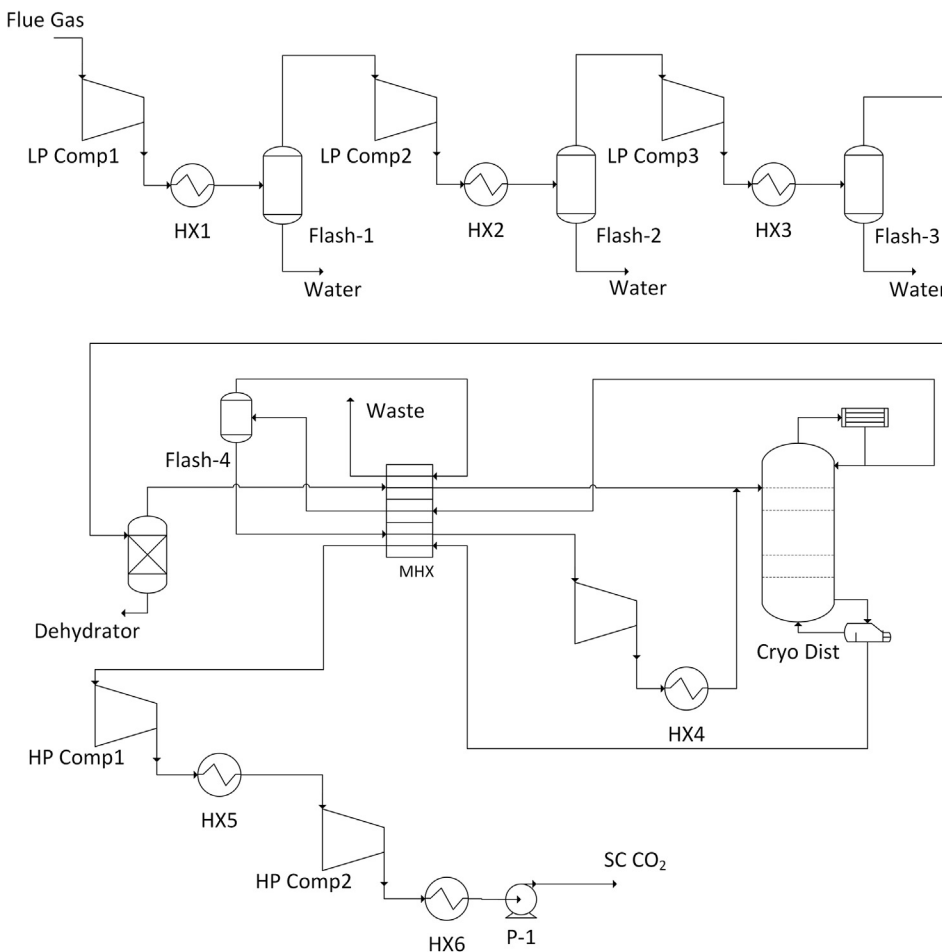 Flue Gas
LP Comp1
HX1
Flash-1
Water
LP Comp2
HX2
Flash-2
Water
LP Comp3
HX3
Flash-3
Water
Waste
Flash-4
MHX
Dehydrator
Cryo Dist
HX4
HP Comp1
HX5
HP Comp2
HX6
P-1
SC CO₂